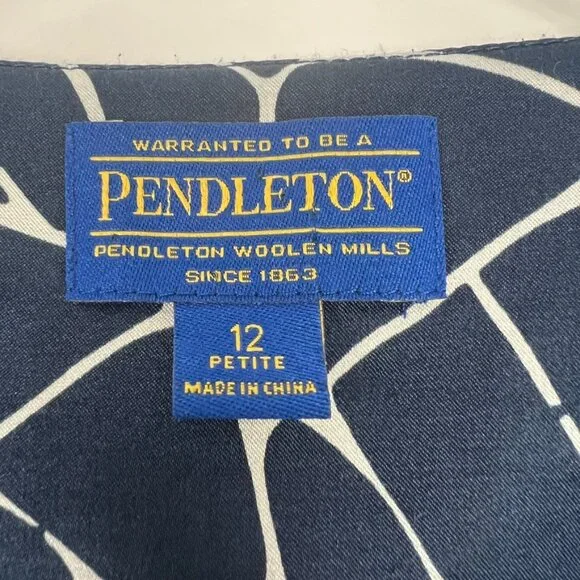 WARRANTED TO BE A
PENDLETON®
PENDLETON WOOLEN MILLS
SINCE 1863
12
PETITE
MADE IN CHINA